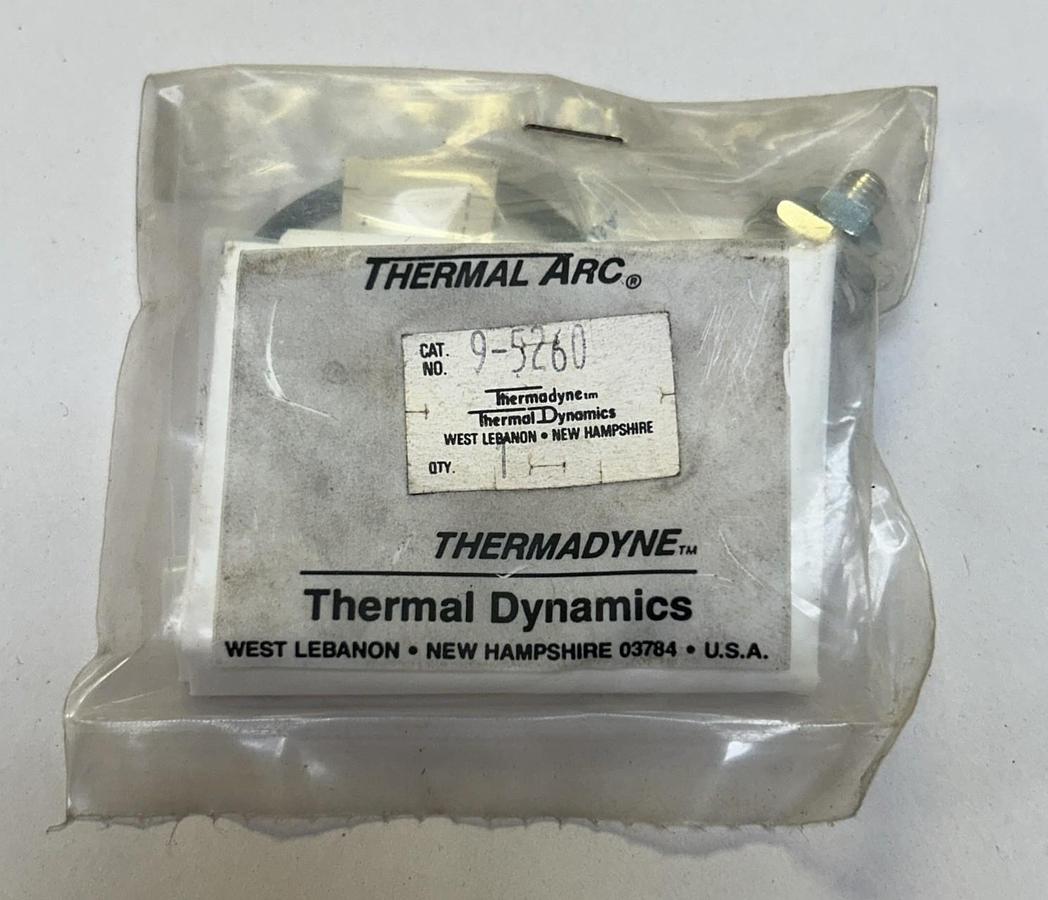 THERMAL ARC®
CAT. NO. 9-5260
Thermadyne™
Thermal Dynamics
WEST LEBANON • NEW HAMPSHIRE
QTY. 1
THERMADYNE™
Thermal Dynamics
WEST LEBANON • NEW HAMPSHIRE 03784 • U.S.A.